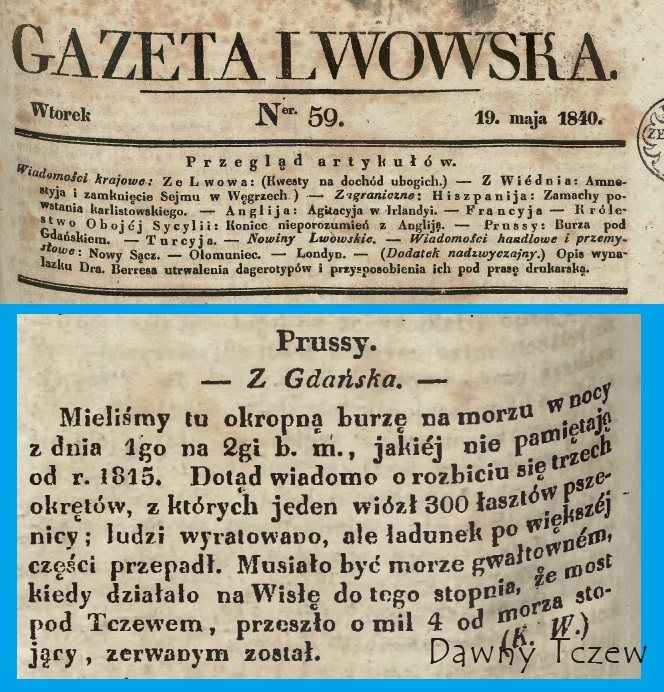 GAZETA LWOWSKA.
Wtorek Ner. 59. 19. maja 1840.
Przegląd artykułów.
Wiadomości krajowe: Ze Lwowa: (Kwesty na dochód ubogich.) — Z Wiédnia: Amne-
styja i zamknięcie Sejmu w Węgrzech.) — Zagraniczne: Hiszpanija: Zamachy po-
wstania karlistowskiego. — Anglija: Agitacyja w Irlandyi. — Francyja — Króle-
stwo Obojéj Sycylii: Koniec nieporozumień z Angliją. — Prussy: Burza pod
Gdańskiem. — Turcyja. — Nowiny Lwowskie. — Wiadomości handlowe i przemy-
słowe: Nowy Sącz. — Ołomuniec. — Londyn. — (Dodatek nadzwyczajny.) Opis wyna-
lazku Dra. Berresa utrwalenia dagerotypów i przysposobienia ich pod prasę drukarską.
Prussy.
— Z Gdańska. —
Mieliśmy tu okropną burzę na morzu w nocy
z dnia 1go na 2gi b. m., jakiéj nie pamiętają
od r. 1815. Dotąd wiadomo o rozbiciu się trzech
okrętów, z których jeden wiózł 300 łasztów psze-
nicy; ludzi wyratowano, ale ładunek po większéj
części przepadł. Musiało być morze gwałtowném,
kiedy działało na Wisłę do tego stopnia, że most
pod Tczewem, przeszło o mil 4 od morza sto-
jący, zerwanym został. (K. W.)
Dawny Tczew